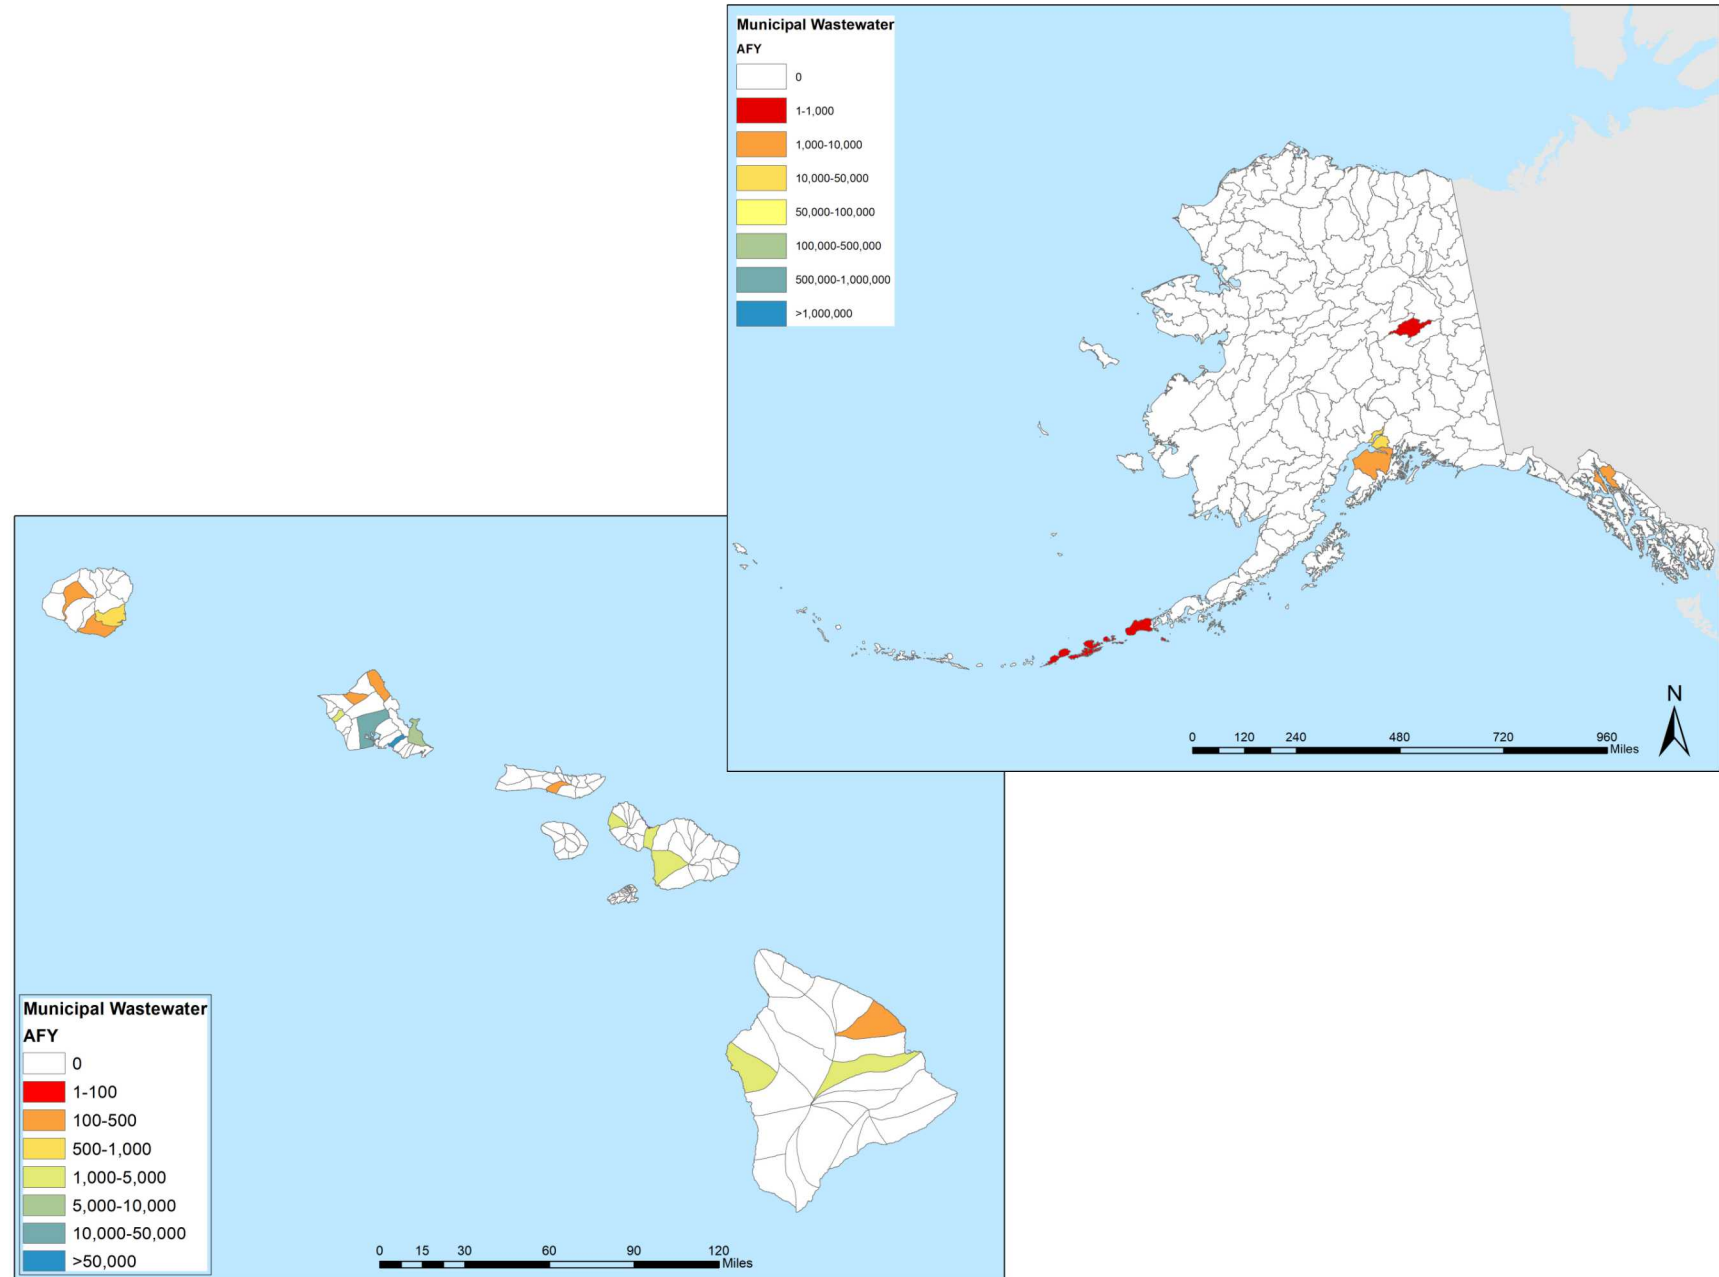 Municipal Wastewater
AFY
0
1-1,000
1,000-10,000
10,000-50,000
50,000-100,000
100,000-500,000
500,000-1,000,000
>1,000,000
N
0 120 240 480 720 960
Miles
Municipal Wastewater
AFY
0
1-100
100-500
500-1,000
1,000-5,000
5,000-10,000
10,000-50,000
>50,000
0 15 30 60 90 120
Miles